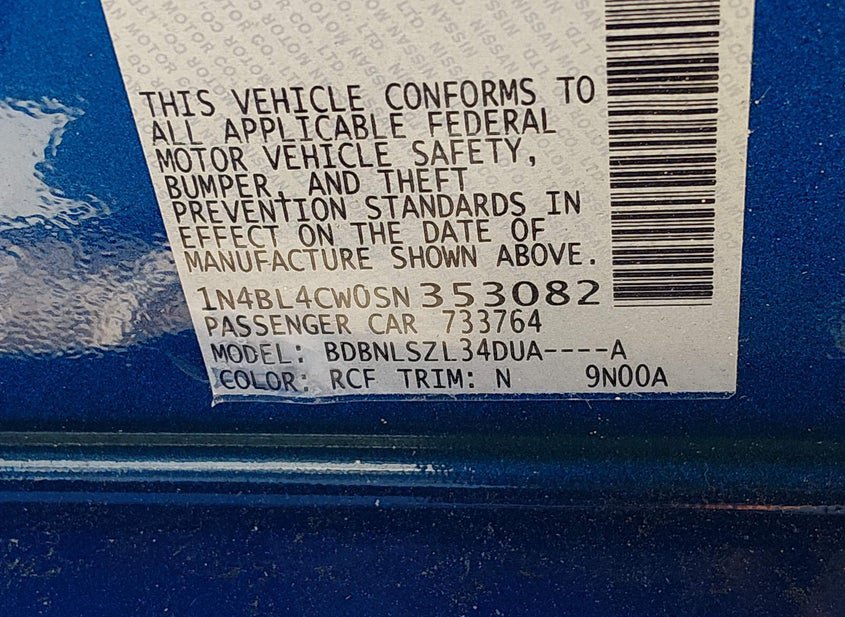 THIS VEHICLE CONFORMS TO
ALL APPLICABLE FEDERAL
MOTOR VEHICLE SAFETY,
BUMPER, AND THEFT
PREVENTION STANDARDS IN
EFFECT ON THE DATE OF
MANUFACTURE SHOWN ABOVE.
1N4BL4CW0SN353082
PASSENGER CAR 733764
MODEL: BDBNLSZL34DUA----A
COLOR: RCF TRIM: N 9N00A